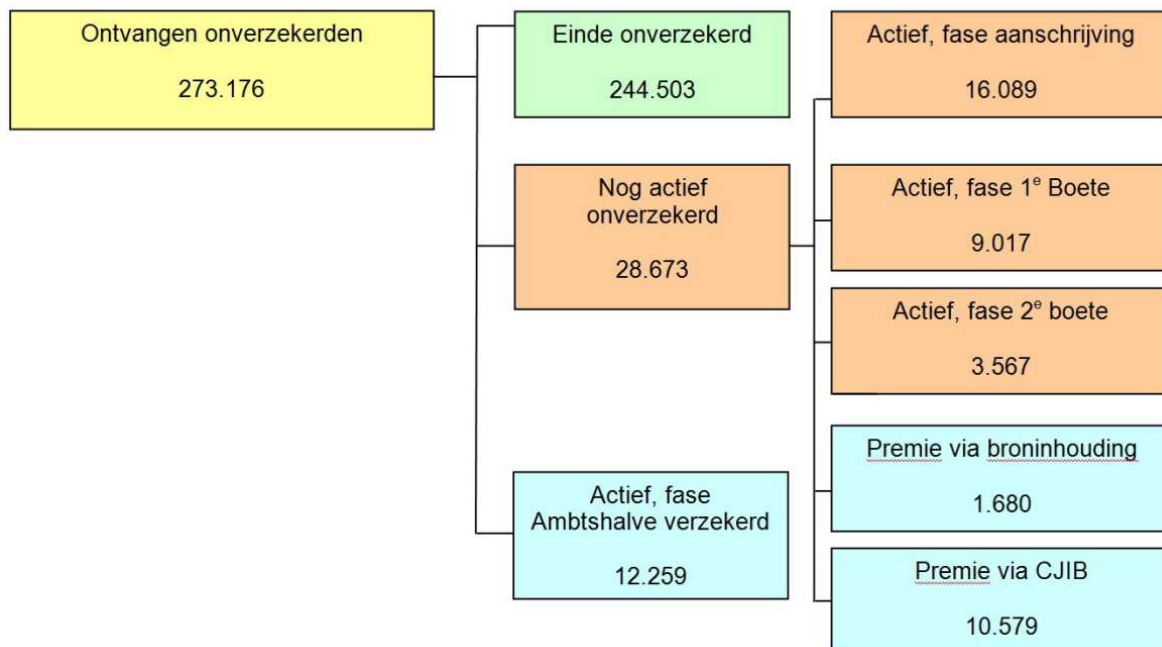 Ontvangen onverzekerden
273.176
Einde onverzekerd
244.503
Nog actief
onverzekerd
28.673
Actief, fase
Ambtshalve verzekerd
12.259
Actief, fase aanschrijving
16.089
Actief, fase 1e Boete
9.017
Actief, fase 2e boete
3.567
Premie via broninhouding
1.680
Premie via CJIB
10.579